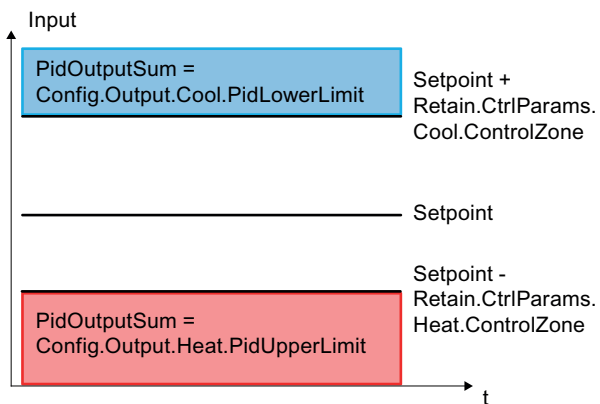 Input
PidOutputSum =
Config.Output.Cool.PidLowerLimit
Setpoint +
Retain.CtrlParams.
Cool.ControlZone
Setpoint
Setpoint -
Retain.CtrlParams.
Heat.ControlZone
PidOutputSum =
Config.Output.Heat.PidUpperLimit
t